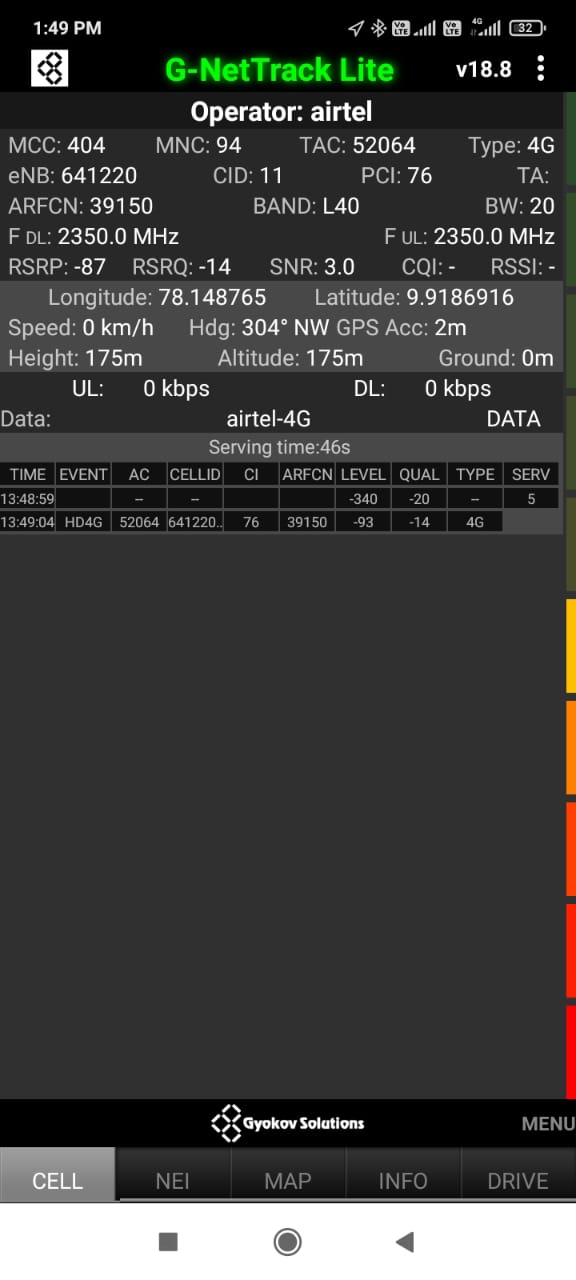 1:49 PM Vo LTE Vo LTE 4G 32
G-NetTrack Lite v18.8
Operator: airtel
MCC: 404 MNC: 94 TAC: 52064 Type: 4G
eNB: 641220 CID: 11 PCI: 76 TA:
ARFCN: 39150 BAND: L40 BW: 20
F DL: 2350.0 MHz F UL: 2350.0 MHz
RSRP: -87 RSRQ: -14 SNR: 3.0 CQI: - RSSI: -
Longitude: 78.148765 Latitude: 9.9186916
Speed: 0 km/h Hdg: 304° NW GPS Acc: 2m
Height: 175m Altitude: 175m Ground: 0m
UL: 0 kbps DL: 0 kbps
Data: airtel-4G DATA
Serving time:46s
TIME EVENT AC CELLID CI ARFCN LEVEL QUAL TYPE SERV
13:48:59 -- -- -340 -20 -- 5
13:49:04 HD4G 52064 641220.. 76 39150 -93 -14 4G
Gyokov Solutions MENU
CELL NEI MAP INFO DRIVE